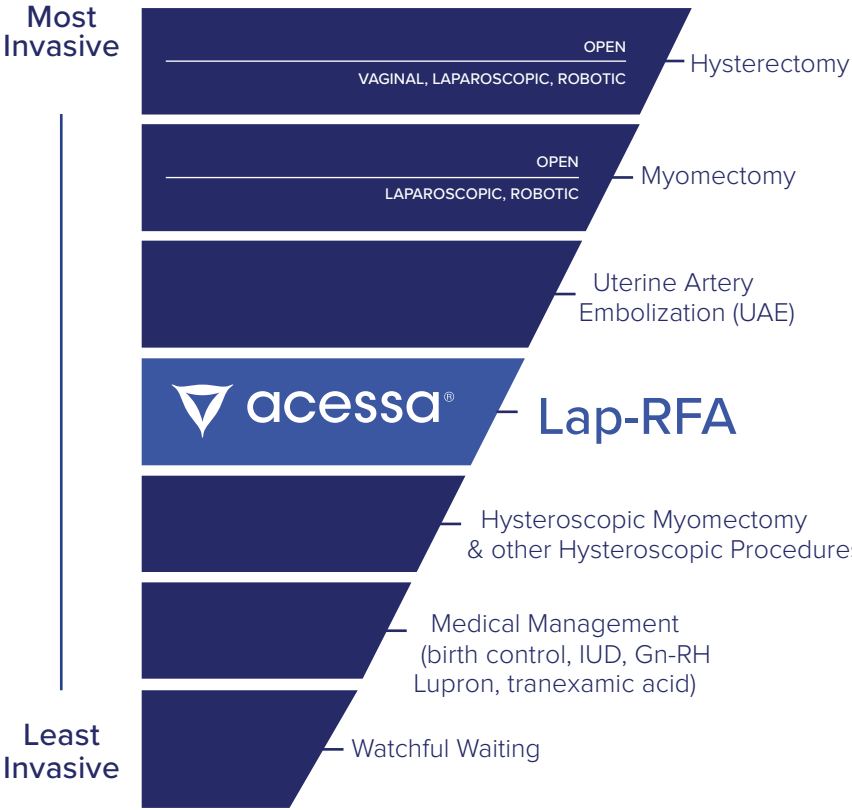 Most
Invasive
OPEN
VAGINAL, LAPAROSCOPIC, ROBOTIC
Hysterectomy
OPEN
LAPAROSCOPIC, ROBOTIC
Myomectomy
Uterine Artery
Embolization (UAE)
acessa®
Lap-RFA
Hysteroscopic Myomectomy
& other Hysteroscopic Procedures
Medical Management
(birth control, IUD, Gn-RH
Lupron, tranexamic acid)
Least
Invasive
Watchful Waiting